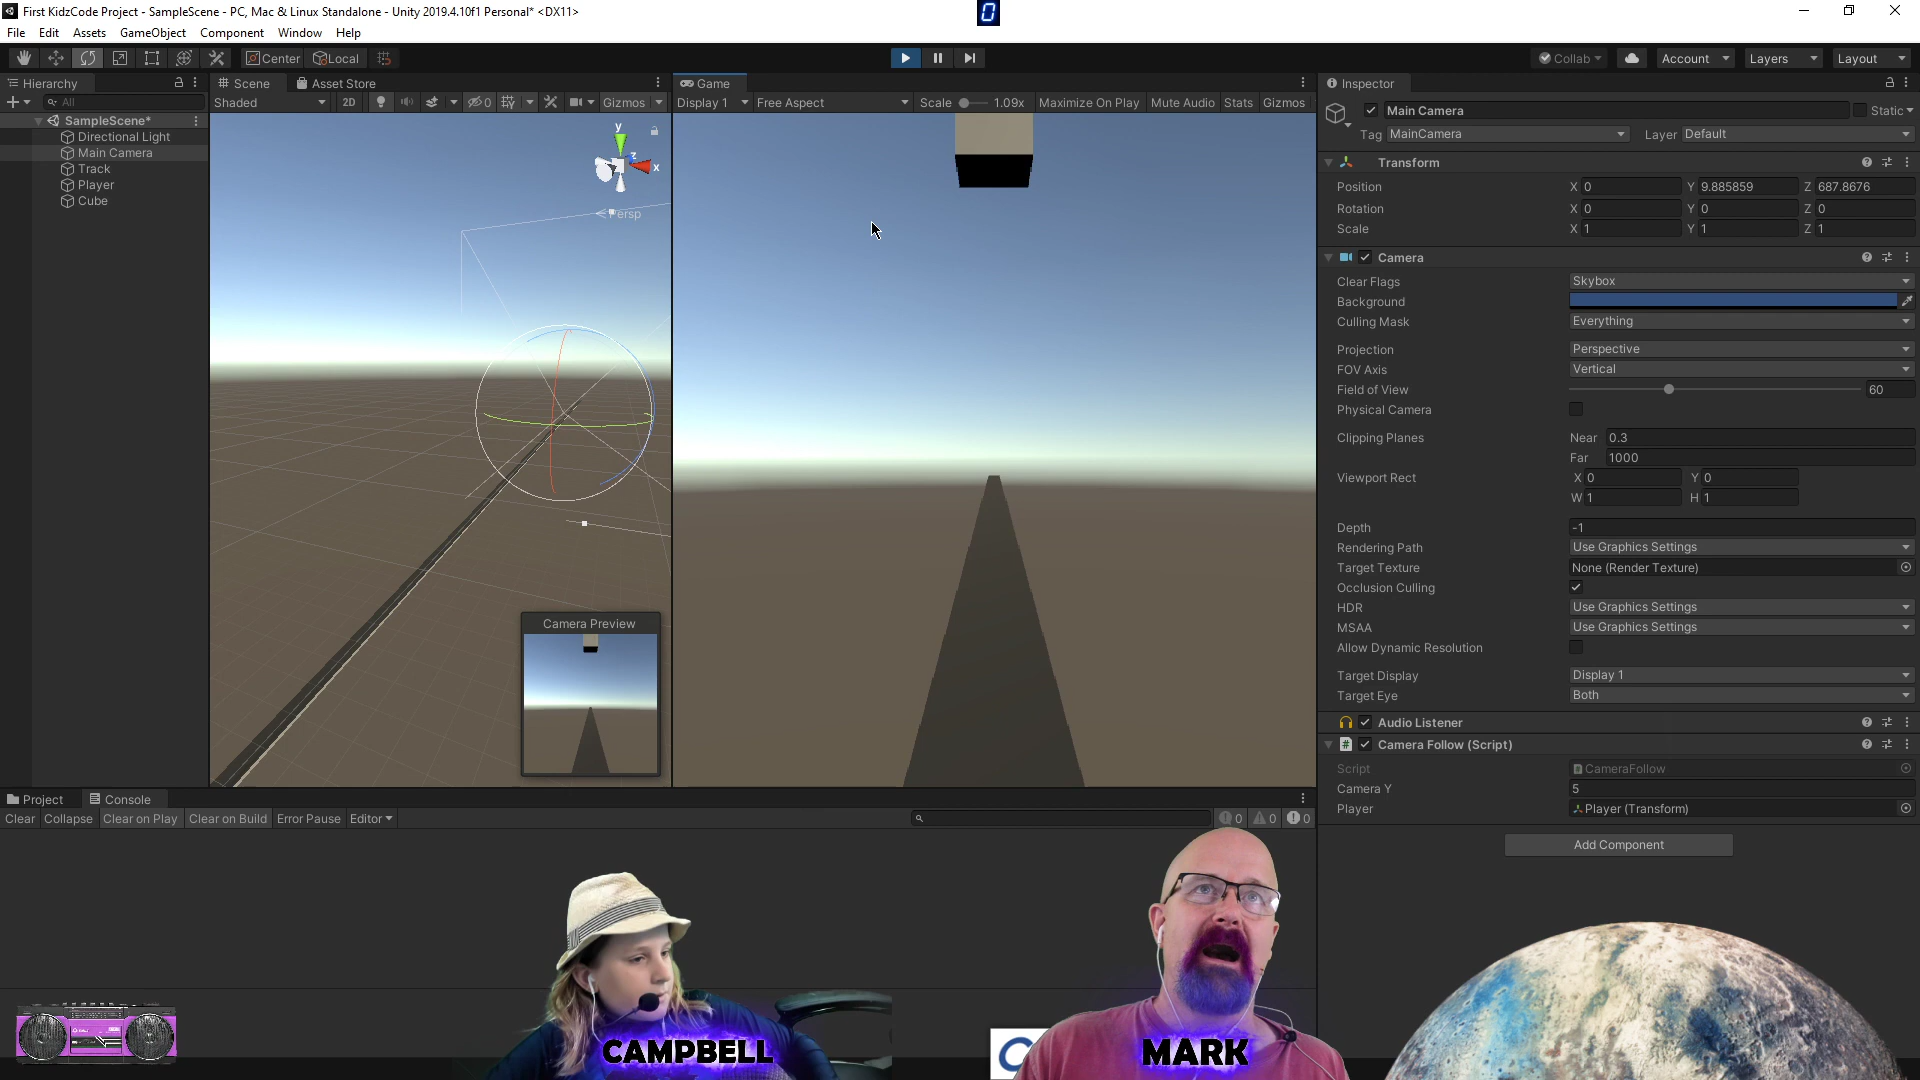 First KidzCode Project - SampleScene - PC, Mac & Linux Standalone - Unity 2019.4.10f1 Personal* <DX11>
0
File Edit Assets GameObject Component Window Help
Center Local
Collab Account Layers Layout
Hierarchy
All
SampleScene*
Directional Light
Main Camera
Track
Player
Cube
Scene Asset Store
Shaded 2D 0 Gizmos
y
z
x
Persp
Camera Preview
Game
Display 1 Free Aspect Scale 1.09x Maximize On Play Mute Audio Stats Gizmos
Inspector
Main Camera Static
Tag MainCamera Layer Default
Transform
Position X 0 Y 9.885859 Z 687.8676
Rotation X 0 Y 0 Z 0
Scale X 1 Y 1 Z 1
Camera
Clear Flags Skybox
Background
Culling Mask Everything
Projection Perspective
FOV Axis Vertical
Field of View 60
Physical Camera
Clipping Planes Near 0.3
Far 1000
Viewport Rect X 0 Y 0
W 1 H 1
Depth -1
Rendering Path Use Graphics Settings
Target Texture None (Render Texture)
Occlusion Culling
HDR Use Graphics Settings
MSAA Use Graphics Settings
Allow Dynamic Resolution
Target Display Display 1
Target Eye Both
Audio Listener
Camera Follow (Script)
Script CameraFollow
Camera Y 5
Player Player (Transform)
Add Component
Project Console
Clear Collapse Clear on Play Clear on Build Error Pause Editor 0 0 0
CAMPBELL
MARK